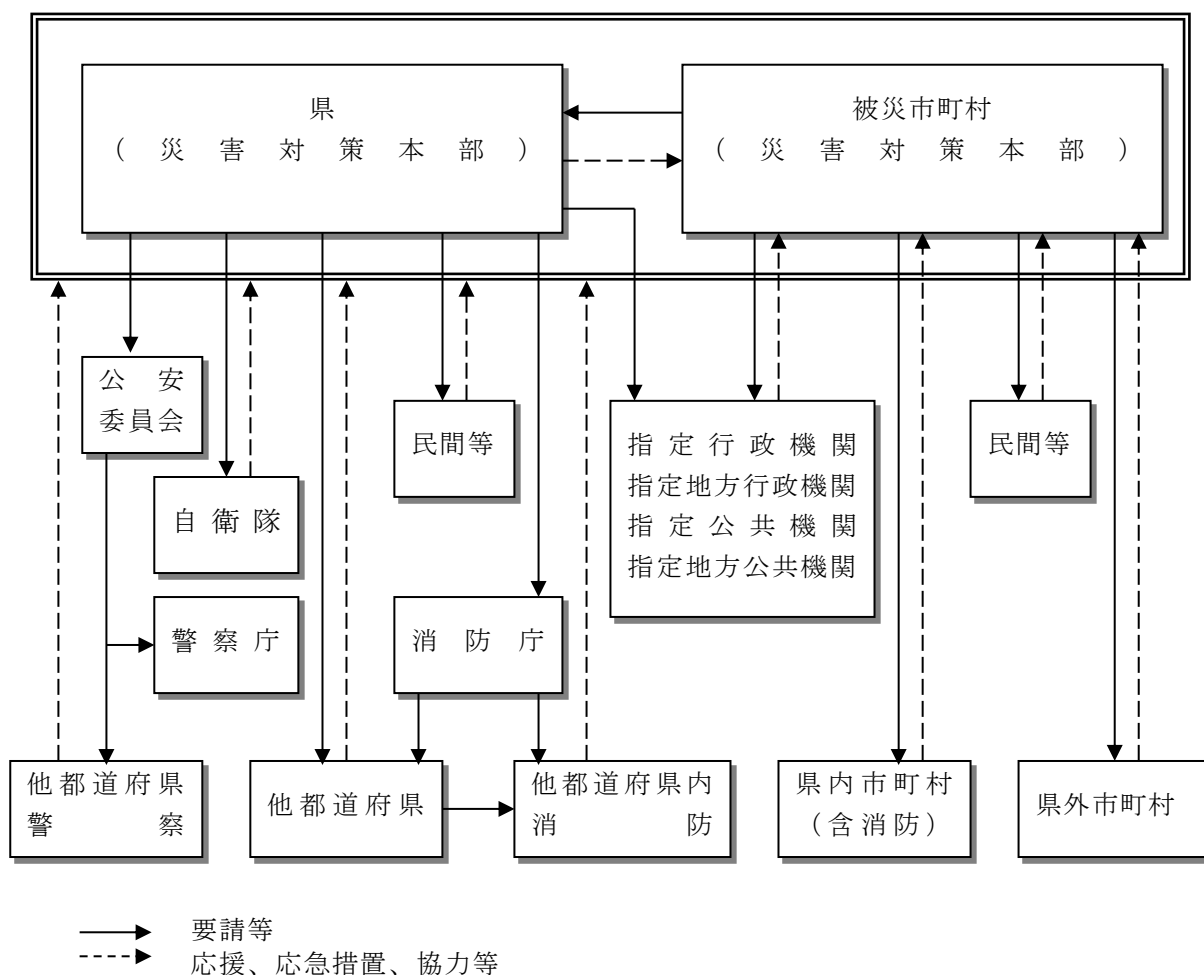 県
（災害対策本部）
被災市町村
（災害対策本部）
公安
委員会
民間等
指定行政機関
指定地方行政機関
指定公共機関
指定地方公共機関
民間等
自衛隊
警察庁
消防庁
他都道府県
警察
他都道府県
他都道府県内
消防
県内市町村
（含消防）
県外市町村
要請等
応援、応急措置、協力等